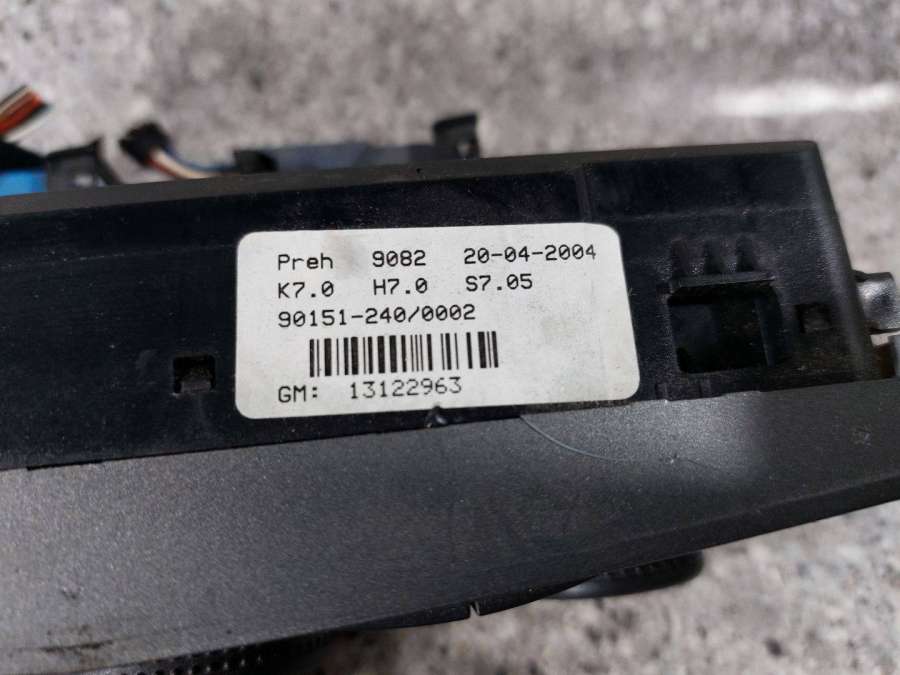 Preh 9082 20-04-2004
K7.0 H7.0 S7.05
90151-240/0002
GM: 13122963